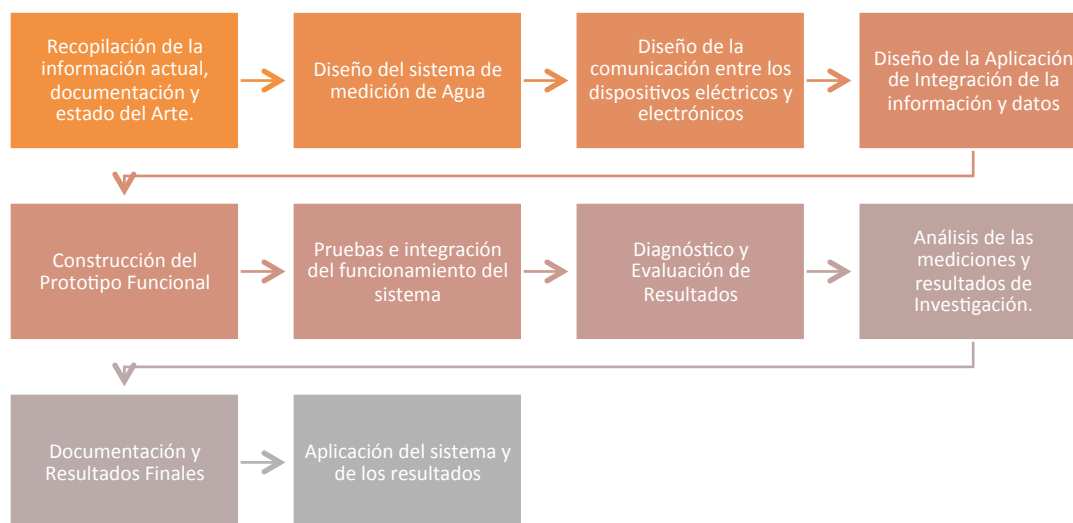 Recopilación de la
información actual,
documentación y
estado del Arte.
Diseño del sistema de
medición de Agua
Diseño de la
comunicación entre los
dispositivos eléctricos y
electrónicos
Diseño de la Aplicación
de Integración de la
información y datos
Construcción del
Prototipo Funcional
Pruebas e integración
del funcionamiento del
sistema
Diagnóstico y
Evaluación de
Resultados
Análisis de las
mediciones y
resultados de
Investigación.
Documentación y
Resultados Finales
Aplicación del sistema y
de los resultados